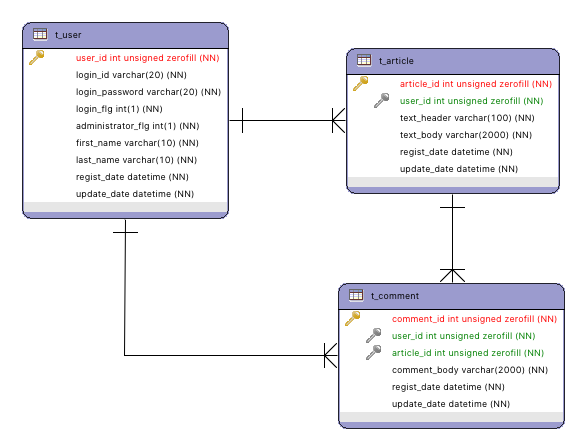 t_user
user_id int unsigned zerofill (NN)
login_id varchar(20) (NN)
login_password varchar(20) (NN)
login_flg int(1) (NN)
administrator_flg int(1) (NN)
first_name varchar(10) (NN)
last_name varchar(10) (NN)
regist_date datetime (NN)
update_date datetime (NN)
t_article
article_id int unsigned zerofill (NN)
user_id int unsigned zerofill (NN)
text_header varchar(100) (NN)
text_body varchar(2000) (NN)
regist_date datetime (NN)
update_date datetime (NN)
t_comment
comment_id int unsigned zerofill (NN)
user_id int unsigned zerofill (NN)
article_id int unsigned zerofill (NN)
comment_body varchar(2000) (NN)
regist_date datetime (NN)
update_date datetime (NN)